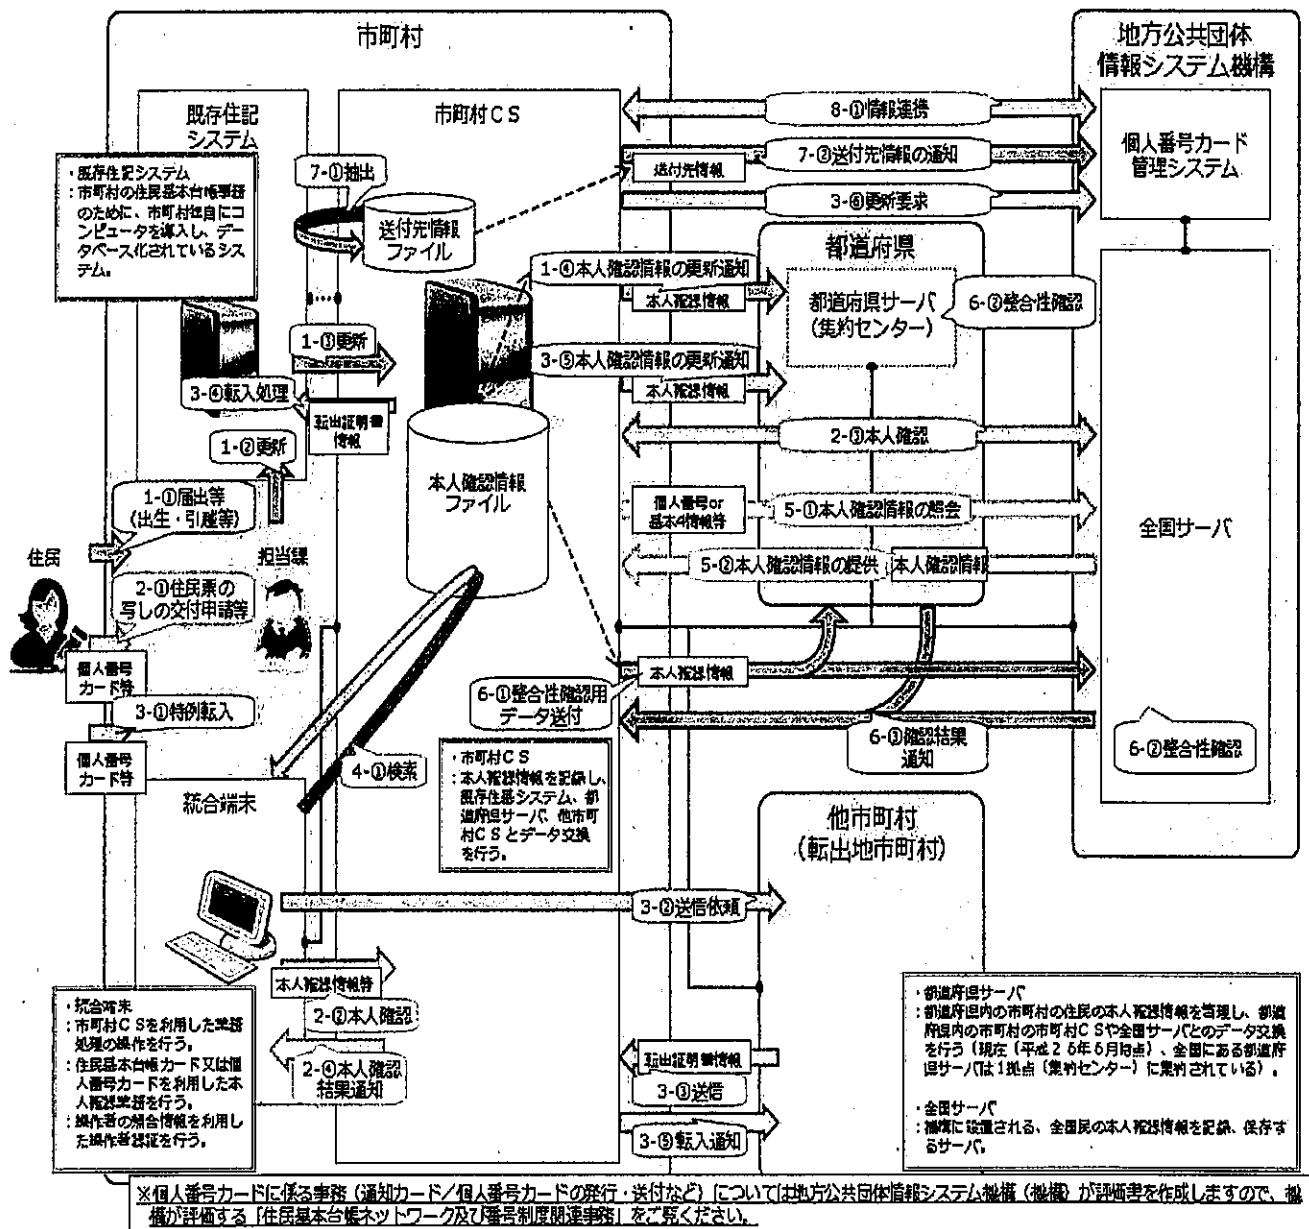 市町村
地方公共団体
情報システム機構
既存住記
システム
市町村CS
・既存住記システム
：市町村の住民基本台帳事務
のために、市町村独自にコ
ンピュータを導入し、デー
タベース化されているシス
テム。
7-①抽出
送付先情報
ファイル
8-①情報連携
送付先情報
7-②送付先情報の通知
3-⑥更新要求
個人番号カード
管理システム
都道府県
都道府県サーバ
(集約センター)
6-②整合性確認
1-④本人確認情報の更新通知
本人確認情報
1-③更新
3-⑤本人確認情報の更新通知
本人確認情報
3-④転入処理
転出証明書
情報
1-②更新
2-③本人確認
本人確認情報
ファイル
1-①届出等
(出生・引越等)
個人番号or
基本4情報等
5-①本人確認情報の照会
全国サーバ
住民
担当課
5-②本人確認情報の提供
本人確認情報
2-①住民票の
写しの交付申請等
個人番号
カード等
6-①整合性確認用
データ送付
本人確認情報
3-①特例転入
個人番号
カード等
6-③確認結果
通知
6-②整合性確認
4-①検索
・市町村CS
：本人確認情報を記録し、
既存住基システム、都
道府県サーバ、他市町
村CSとデータ交換
を行う。
統合端末
他市町村
(転出地市町村)
3-②送信依頼
本人確認情報等
2-②本人確認
2-④本人確認
結果通知
転出証明書情報
3-③送信
3-⑤転入通知
・統合端末
：市町村CSを利用した業務
処理の操作を行う。
：住民基本台帳カード又は個
人番号カードを利用した本
人確認業務を行う。
：操作者の照合情報を利用し
た操作者認証を行う。
・都道府県サーバ
：都道府県内の市町村の住民の本人確認情報を管理し、都道
府県内の市町村の市町村CSや全国サーバとのデータ交換
を行う（現在（平成26年6月時点）、全国にある都道府
県サーバは1拠点（集約センター）に集約されている）。
・全国サーバ
：機構に設置される、全国民の本人確認情報を記録、保存す
るサーバ。
※個人番号カードに係る事務（通知カード／個人番号カードの発行・送付など）については地方公共団体情報システム機構（機構）が評価書を作成しますので、機
構が評価する「住民基本台帳ネットワーク及び番号制度関連事務」をご覧ください。